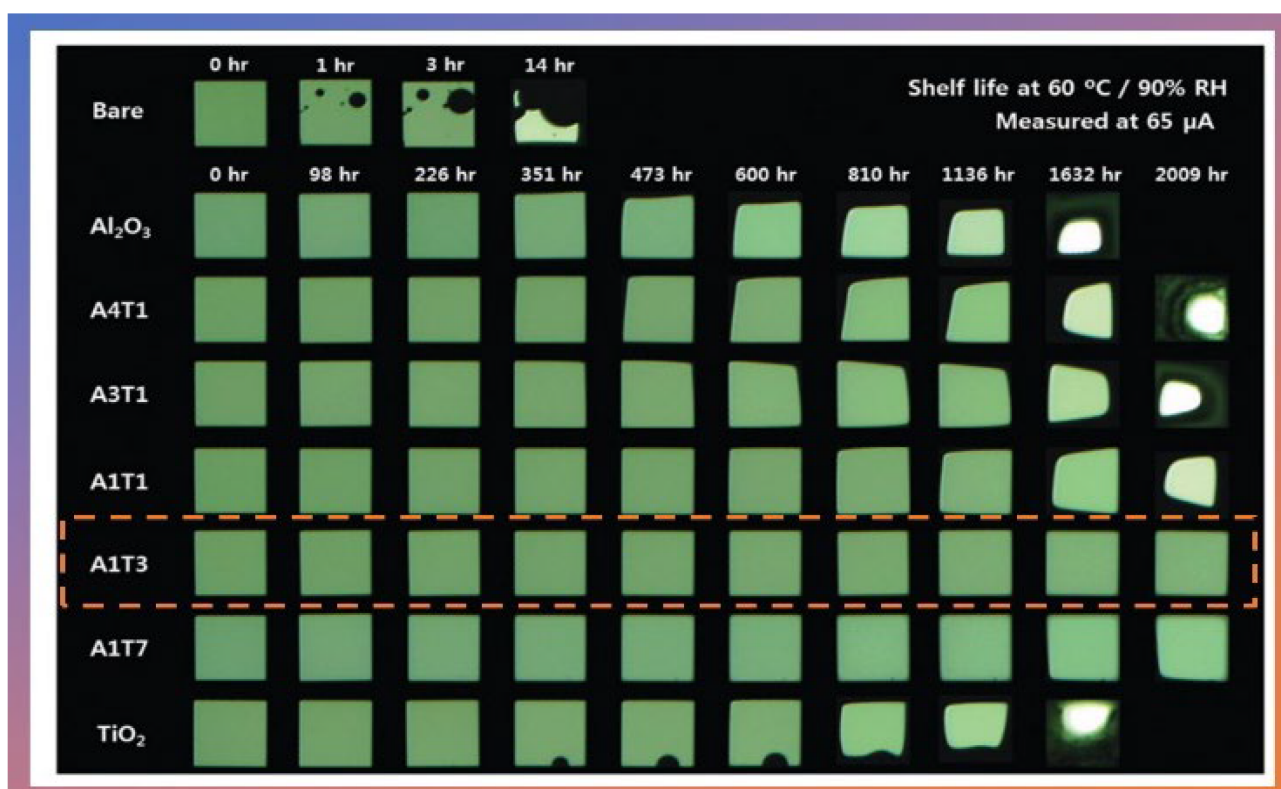 0 hr 1 hr 3 hr 14 hr
Bare
Shelf life at 60 ºC / 90% RH
Measured at 65 µA
0 hr 98 hr 226 hr 351 hr 473 hr 600 hr 810 hr 1136 hr 1632 hr 2009 hr
Al₂O₃
A4T1
A3T1
A1T1
A1T3
A1T7
TiO₂